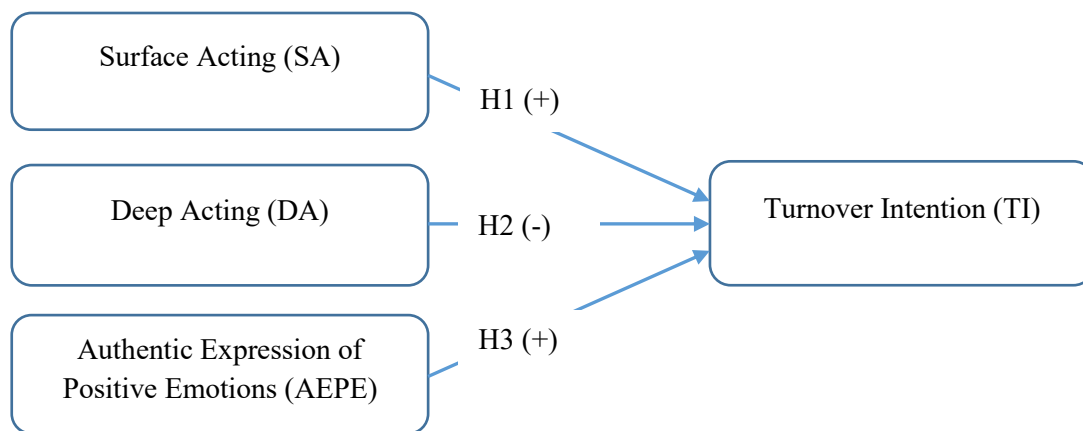 Surface Acting (SA)
H1 (+)
Deep Acting (DA)
H2 (-)
Turnover Intention (TI)
H3 (+)
Authentic Expression of
Positive Emotions (AEPE)